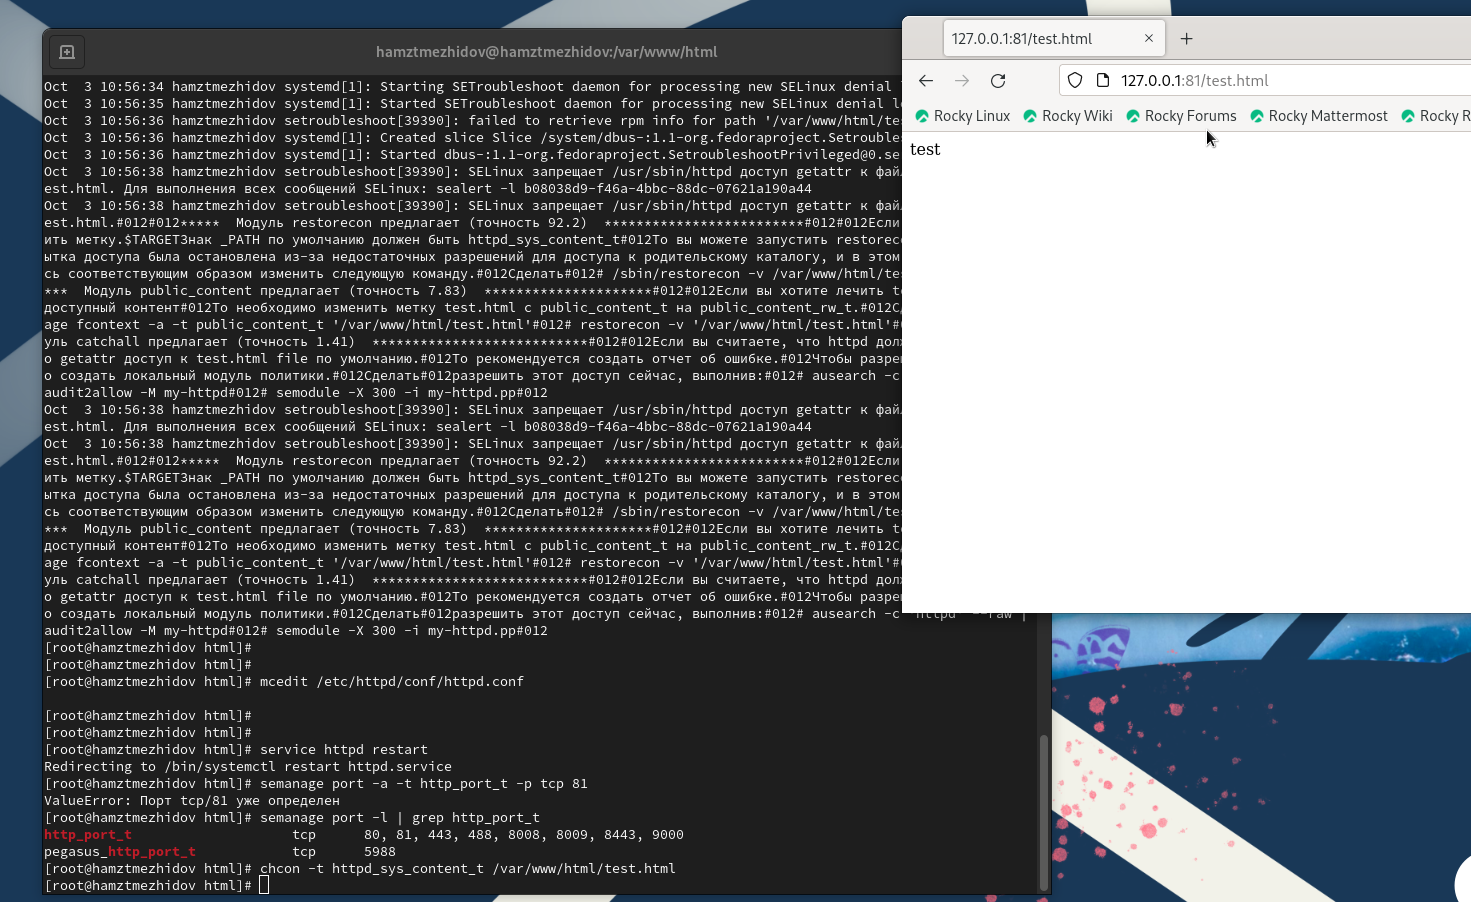 hamztmezhidov@hamztmezhidov:/var/www/html
Oct  3 10:56:34 hamztmezhidov systemd[1]: Starting SETroubleshoot daemon for processing new SELinux denial
Oct  3 10:56:35 hamztmezhidov systemd[1]: Started SETroubleshoot daemon for processing new SELinux denial
Oct  3 10:56:36 hamztmezhidov setroubleshoot[39390]: failed to retrieve rpm info for path '/var/www/html/tes
Oct  3 10:56:36 hamztmezhidov systemd[1]: Created slice Slice /system/dbus-:1.1-org.fedoraproject.Setrouble
Oct  3 10:56:36 hamztmezhidov systemd[1]: Started dbus-:1.1-org.fedoraproject.SetroubleshootPrivileged@0.se
Oct  3 10:56:38 hamztmezhidov setroubleshoot[39390]: SELinux запрещает /usr/sbin/httpd доступ getattr к фай
est.html. Для выполнения всех сообщений SELinux: sealert -l b08038d9-f46a-4bbc-88dc-07621a190a44
Oct  3 10:56:38 hamztmezhidov setroubleshoot[39390]: SELinux запрещает /usr/sbin/httpd доступ getattr к фай
est.html.#012#012*****  Модуль restorecon предлагает (точность 92.2)  *************************#012#012Если
ить метку.$TARGETЗнак _PATH по умолчанию должен быть httpd_sys_content_t#012То вы можете запустить restorec
ытка доступа была остановлена из-за недостаточных разрешений для доступа к родительскому каталогу, и в этом
сь соответствующим образом изменить следующую команду.#012Сделать#012# /sbin/restorecon -v /var/www/html/te
***  Модуль public_content предлагает (точность 7.83)  *********************#012#012Если вы хотите лечить t
доступный контент#012То необходимо изменить метку test.html с public_content_t на public_content_rw_t.#012С
age fcontext -a -t public_content_t '/var/www/html/test.html'#012# restorecon -v '/var/www/html/test.html'#
уль catchall предлагает (точность 1.41)  ***************************#012#012Если вы считаете, что httpd дол
о getattr доступ к test.html file по умолчанию.#012То рекомендуется создать отчет об ошибке.#012Чтобы разре
о создать локальный модуль политики.#012Сделать#012разрешить этот доступ сейчас, выполнив:#012# ausearch -c
audit2allow -M my-httpd#012# semodule -X 300 -i my-httpd.pp#012
Oct  3 10:56:38 hamztmezhidov setroubleshoot[39390]: SELinux запрещает /usr/sbin/httpd доступ getattr к фай
est.html. Для выполнения всех сообщений SELinux: sealert -l b08038d9-f46a-4bbc-88dc-07621a190a44
Oct  3 10:56:38 hamztmezhidov setroubleshoot[39390]: SELinux запрещает /usr/sbin/httpd доступ getattr к фай
est.html.#012#012*****  Модуль restorecon предлагает (точность 92.2)  *************************#012#012Если
ить метку.$TARGETЗнак _PATH по умолчанию должен быть httpd_sys_content_t#012То вы можете запустить restorec
ытка доступа была остановлена из-за недостаточных разрешений для доступа к родительскому каталогу, и в этом
сь соответствующим образом изменить следующую команду.#012Сделать#012# /sbin/restorecon -v /var/www/html/te
***  Модуль public_content предлагает (точность 7.83)  *********************#012#012Если вы хотите лечить t
доступный контент#012То необходимо изменить метку test.html с public_content_t на public_content_rw_t.#012С
age fcontext -a -t public_content_t '/var/www/html/test.html'#012# restorecon -v '/var/www/html/test.html'#
уль catchall предлагает (точность 1.41)  ***************************#012#012Если вы считаете, что httpd дол
о getattr доступ к test.html file по умолчанию.#012То рекомендуется создать отчет об ошибке.#012Чтобы разре
о создать локальный модуль политики.#012Сделать#012разрешить этот доступ сейчас, выполнив:#012# ausearch -c
audit2allow -M my-httpd#012# semodule -X 300 -i my-httpd.pp#012
[root@hamztmezhidov html]#
[root@hamztmezhidov html]#
[root@hamztmezhidov html]# mcedit /etc/httpd/conf/httpd.conf
[root@hamztmezhidov html]#
[root@hamztmezhidov html]#
[root@hamztmezhidov html]# service httpd restart
Redirecting to /bin/systemctl restart httpd.service
[root@hamztmezhidov html]# semanage port -a -t http_port_t -p tcp 81
ValueError: Порт tcp/81 уже определен
[root@hamztmezhidov html]# semanage port -l | grep http_port_t
http_port_t                    tcp      80, 81, 443, 488, 8008, 8009, 8443, 9000
pegasus_http_port_t            tcp      5988
[root@hamztmezhidov html]# chcon -t httpd_sys_content_t /var/www/html/test.html
[root@hamztmezhidov html]#
127.0.0.1:81/test.html
127.0.0.1:81/test.html
Rocky Linux Rocky Wiki Rocky Forums Rocky Mattermost Rocky R
test